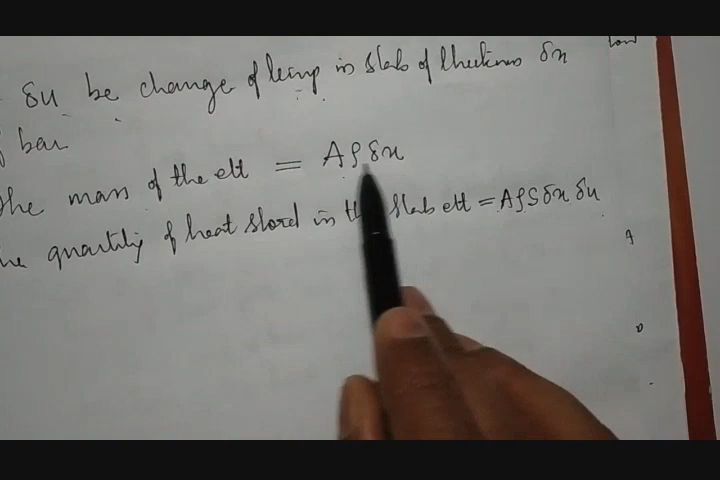 δu be change of temp in slab of thickness δx
of bar
The mass of the elt = Aρδx
The quantity of heat stored in the slab elt = AρSδx δu